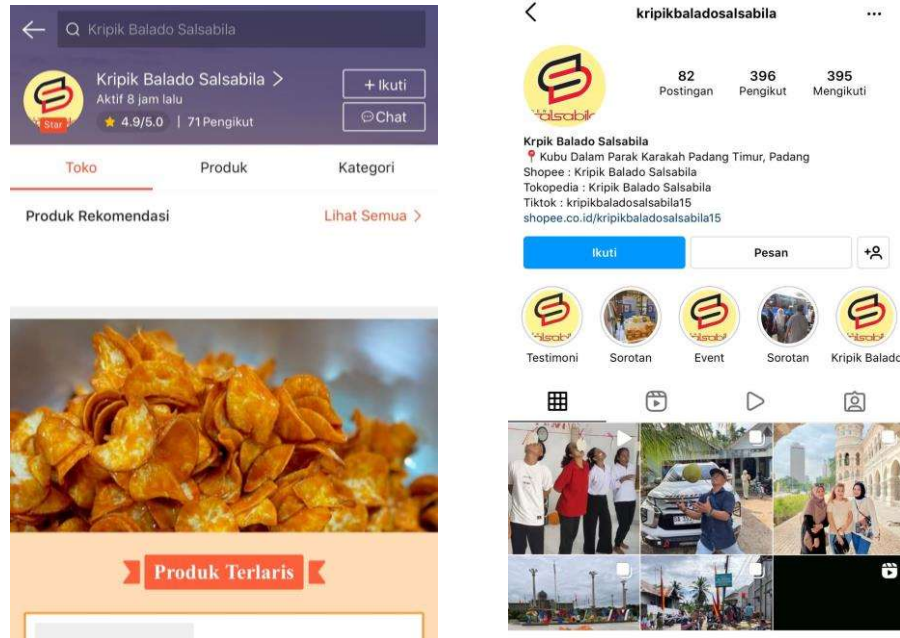 Kripik Balado Salsabila
Kripik Balado Salsabila >
Aktif 8 jam lalu
Star
4.9/5.0 | 71 Pengikut
+ Ikuti
Chat
Toko Produk Kategori
Produk Rekomendasi Lihat Semua >
Produk Terlaris
kripikbaladosalsabila
82 396 395
Postingan Pengikut Mengikuti
Krpik Balado Salsabila
Kubu Dalam Parak Karakah Padang Timur, Padang
Shopee : Kripik Balado Salsabila
Tokopedia : Kripik Balado Salsabila
Tiktok : kripikbaladosalsabila15
shopee.co.id/kripikbaladosalsabila15
Ikuti Pesan
Testimoni Sorotan Event Sorotan Kripik Balado